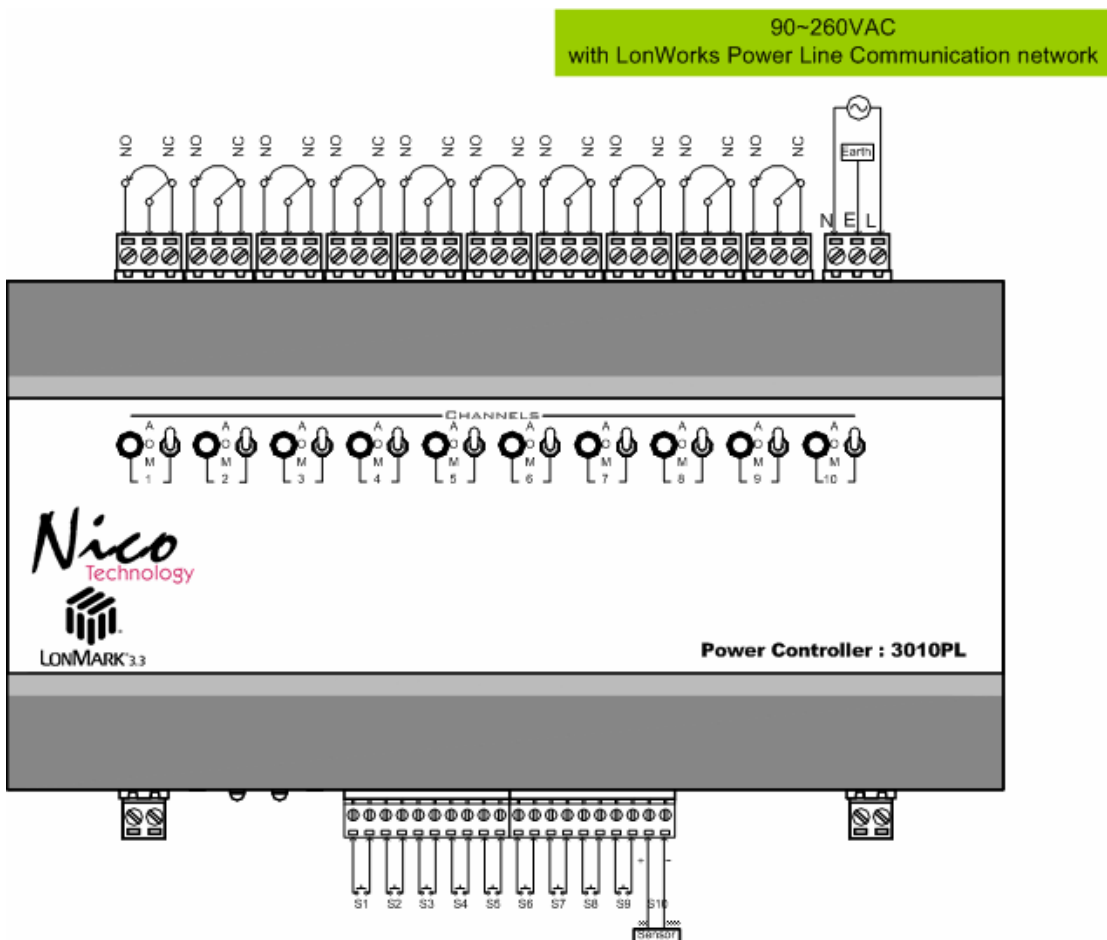 90~260VAC
with LonWorks Power Line Communication network
NO NC NO NC NO NC NO NC NO NC NO NC NO NC NO NC NO NC NO NC
Earth
N E L
CHANNELS
A A A A A A A A A A
M M M M M M M M M M
1 2 3 4 5 6 7 8 9 10
Nico
Technology
LONMARK 3.3
Power Controller : 3010PL
+ -
S1 S2 S3 S4 S5 S6 S7 S8 S9 S10
Sensor